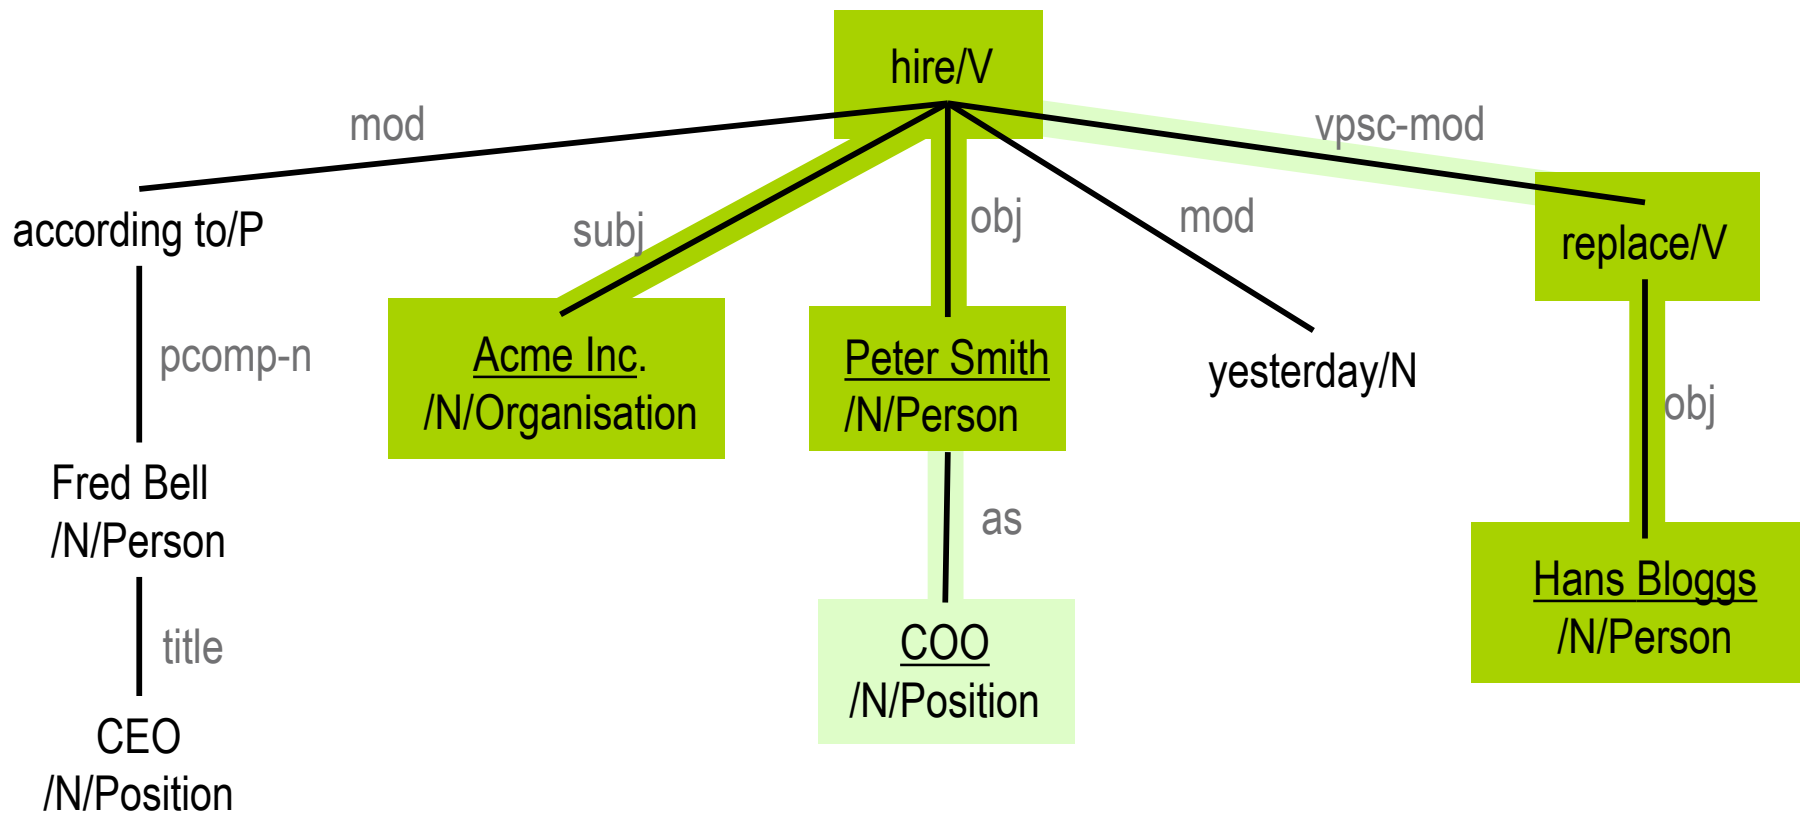 hire/V
mod
vpsc-mod
according to/P
subj
obj
mod
replace/V
pcomp-n
Acme Inc.
/N/Organisation
Peter Smith
/N/Person
yesterday/N
obj
Fred Bell
/N/Person
as
Hans Bloggs
/N/Person
title
COO
/N/Position
CEO
/N/Position